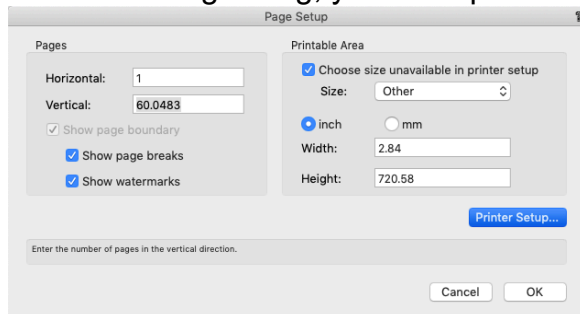 Page Setup
Pages
Horizontal: 1
Vertical: 60.0483
Show page boundary
Show page breaks
Show watermarks
Printable Area
Choose size unavailable in printer setup
Size: Other
inch mm
Width: 2.84
Height: 720.58
Printer Setup...
Enter the number of pages in the vertical direction.
Cancel OK